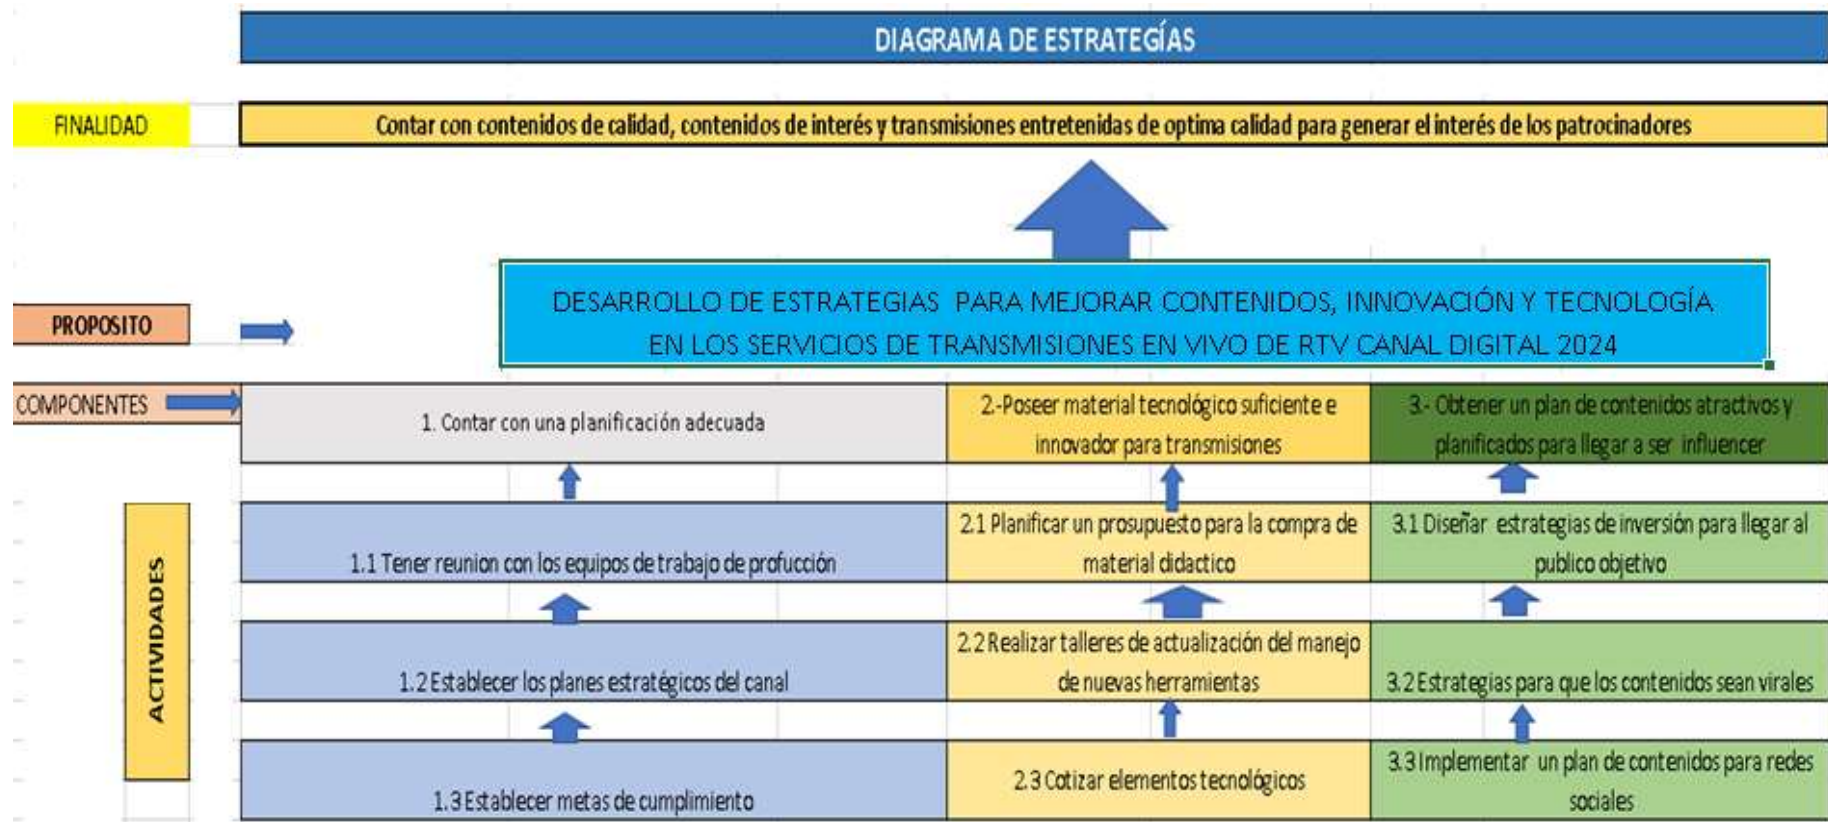 DIAGRAMA DE ESTRATEGÍAS
FINALIDAD
Contar con contenidos de calidad, contenidos de interés y transmisiones entretenidas de optima calidad para generar el interés de los patrocinadores
PROPOSITO
DESARROLLO DE ESTRATEGIAS PARA MEJORAR CONTENIDOS, INNOVACIÓN Y TECNOLOGÍA
EN LOS SERVICIOS DE TRANSMISIONES EN VIVO DE RTV CANAL DIGITAL 2024
COMPONENTES
1. Contar con una planificación adecuada
2.-Poseer material tecnológico suficiente e
innovador para transmisiones
3.- Obtener un plan de contenidos atractivos y
planificados para llegar a ser influencer
ACTIVIDADES
1.1 Tener reunion con los equipos de trabajo de profucción
2.1 Planificar un prosupuesto para la compra de
material didactico
3.1 Diseñar estrategias de inversión para llegar al
publico objetivo
1.2 Establecer los planes estratégicos del canal
2.2 Realizar talleres de actualización del manejo
de nuevas herramientas
3.2 Estrategias para que los contenidos sean virales
1.3 Establecer metas de cumplimiento
2.3 Cotizar elementos tecnológicos
3.3 Implementar un plan de contenidos para redes
sociales